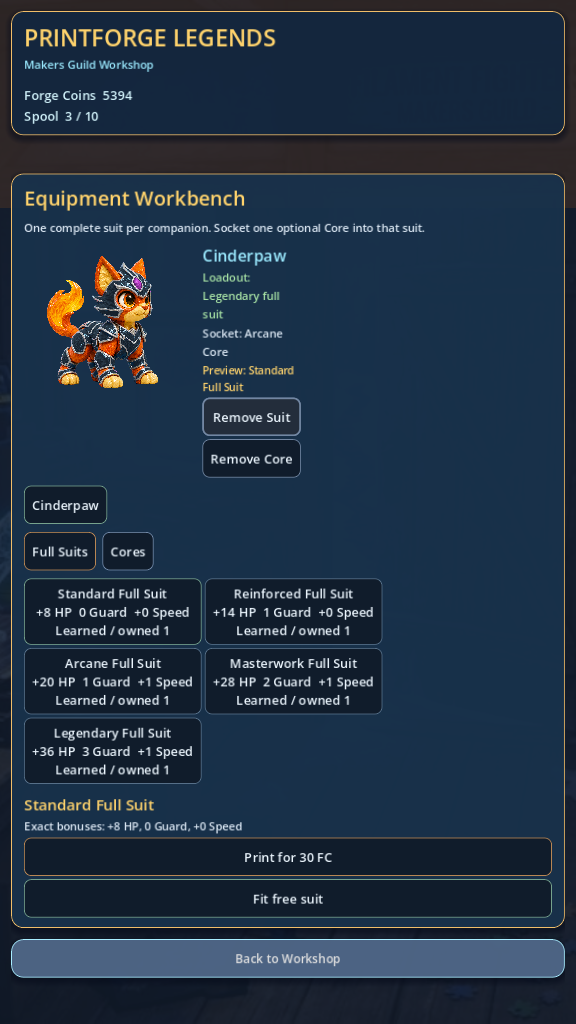 PRINTFORGE LEGENDS
Makers Guild Workshop
Forge Coins 5394
Spool 3 / 10
Equipment Workbench
One complete suit per companion. Socket one optional Core into that suit.
Cinderpaw
Loadout:
Legendary full
suit
Socket: Arcane
Core
Preview: Standard
Full Suit
Remove Suit
Remove Core
Cinderpaw
Full Suits
Cores
Standard Full Suit
+8 HP 0 Guard +0 Speed
Learned / owned 1
Reinforced Full Suit
+14 HP 1 Guard +0 Speed
Learned / owned 1
Arcane Full Suit
+20 HP 1 Guard +1 Speed
Learned / owned 1
Masterwork Full Suit
+28 HP 2 Guard +1 Speed
Learned / owned 1
Legendary Full Suit
+36 HP 3 Guard +1 Speed
Learned / owned 1
Standard Full Suit
Exact bonuses: +8 HP, 0 Guard, +0 Speed
Print for 30 FC
Fit free suit
Back to Workshop